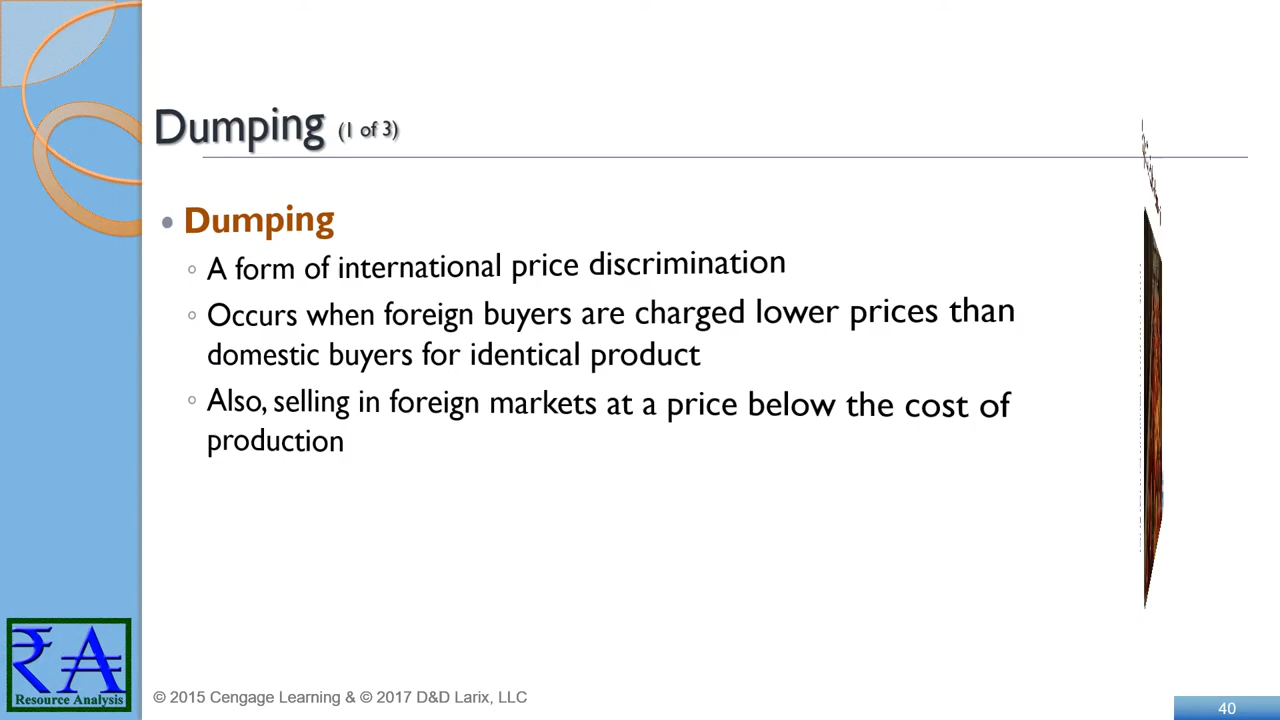 Dumping (1 of 3)
• Dumping
◦ A form of international price discrimination
◦ Occurs when foreign buyers are charged lower prices than
domestic buyers for identical product
◦ Also, selling in foreign markets at a price below the cost of
production
₹A
Resource Analysis
© 2015 Cengage Learning & © 2017 D&D Larix, LLC
40